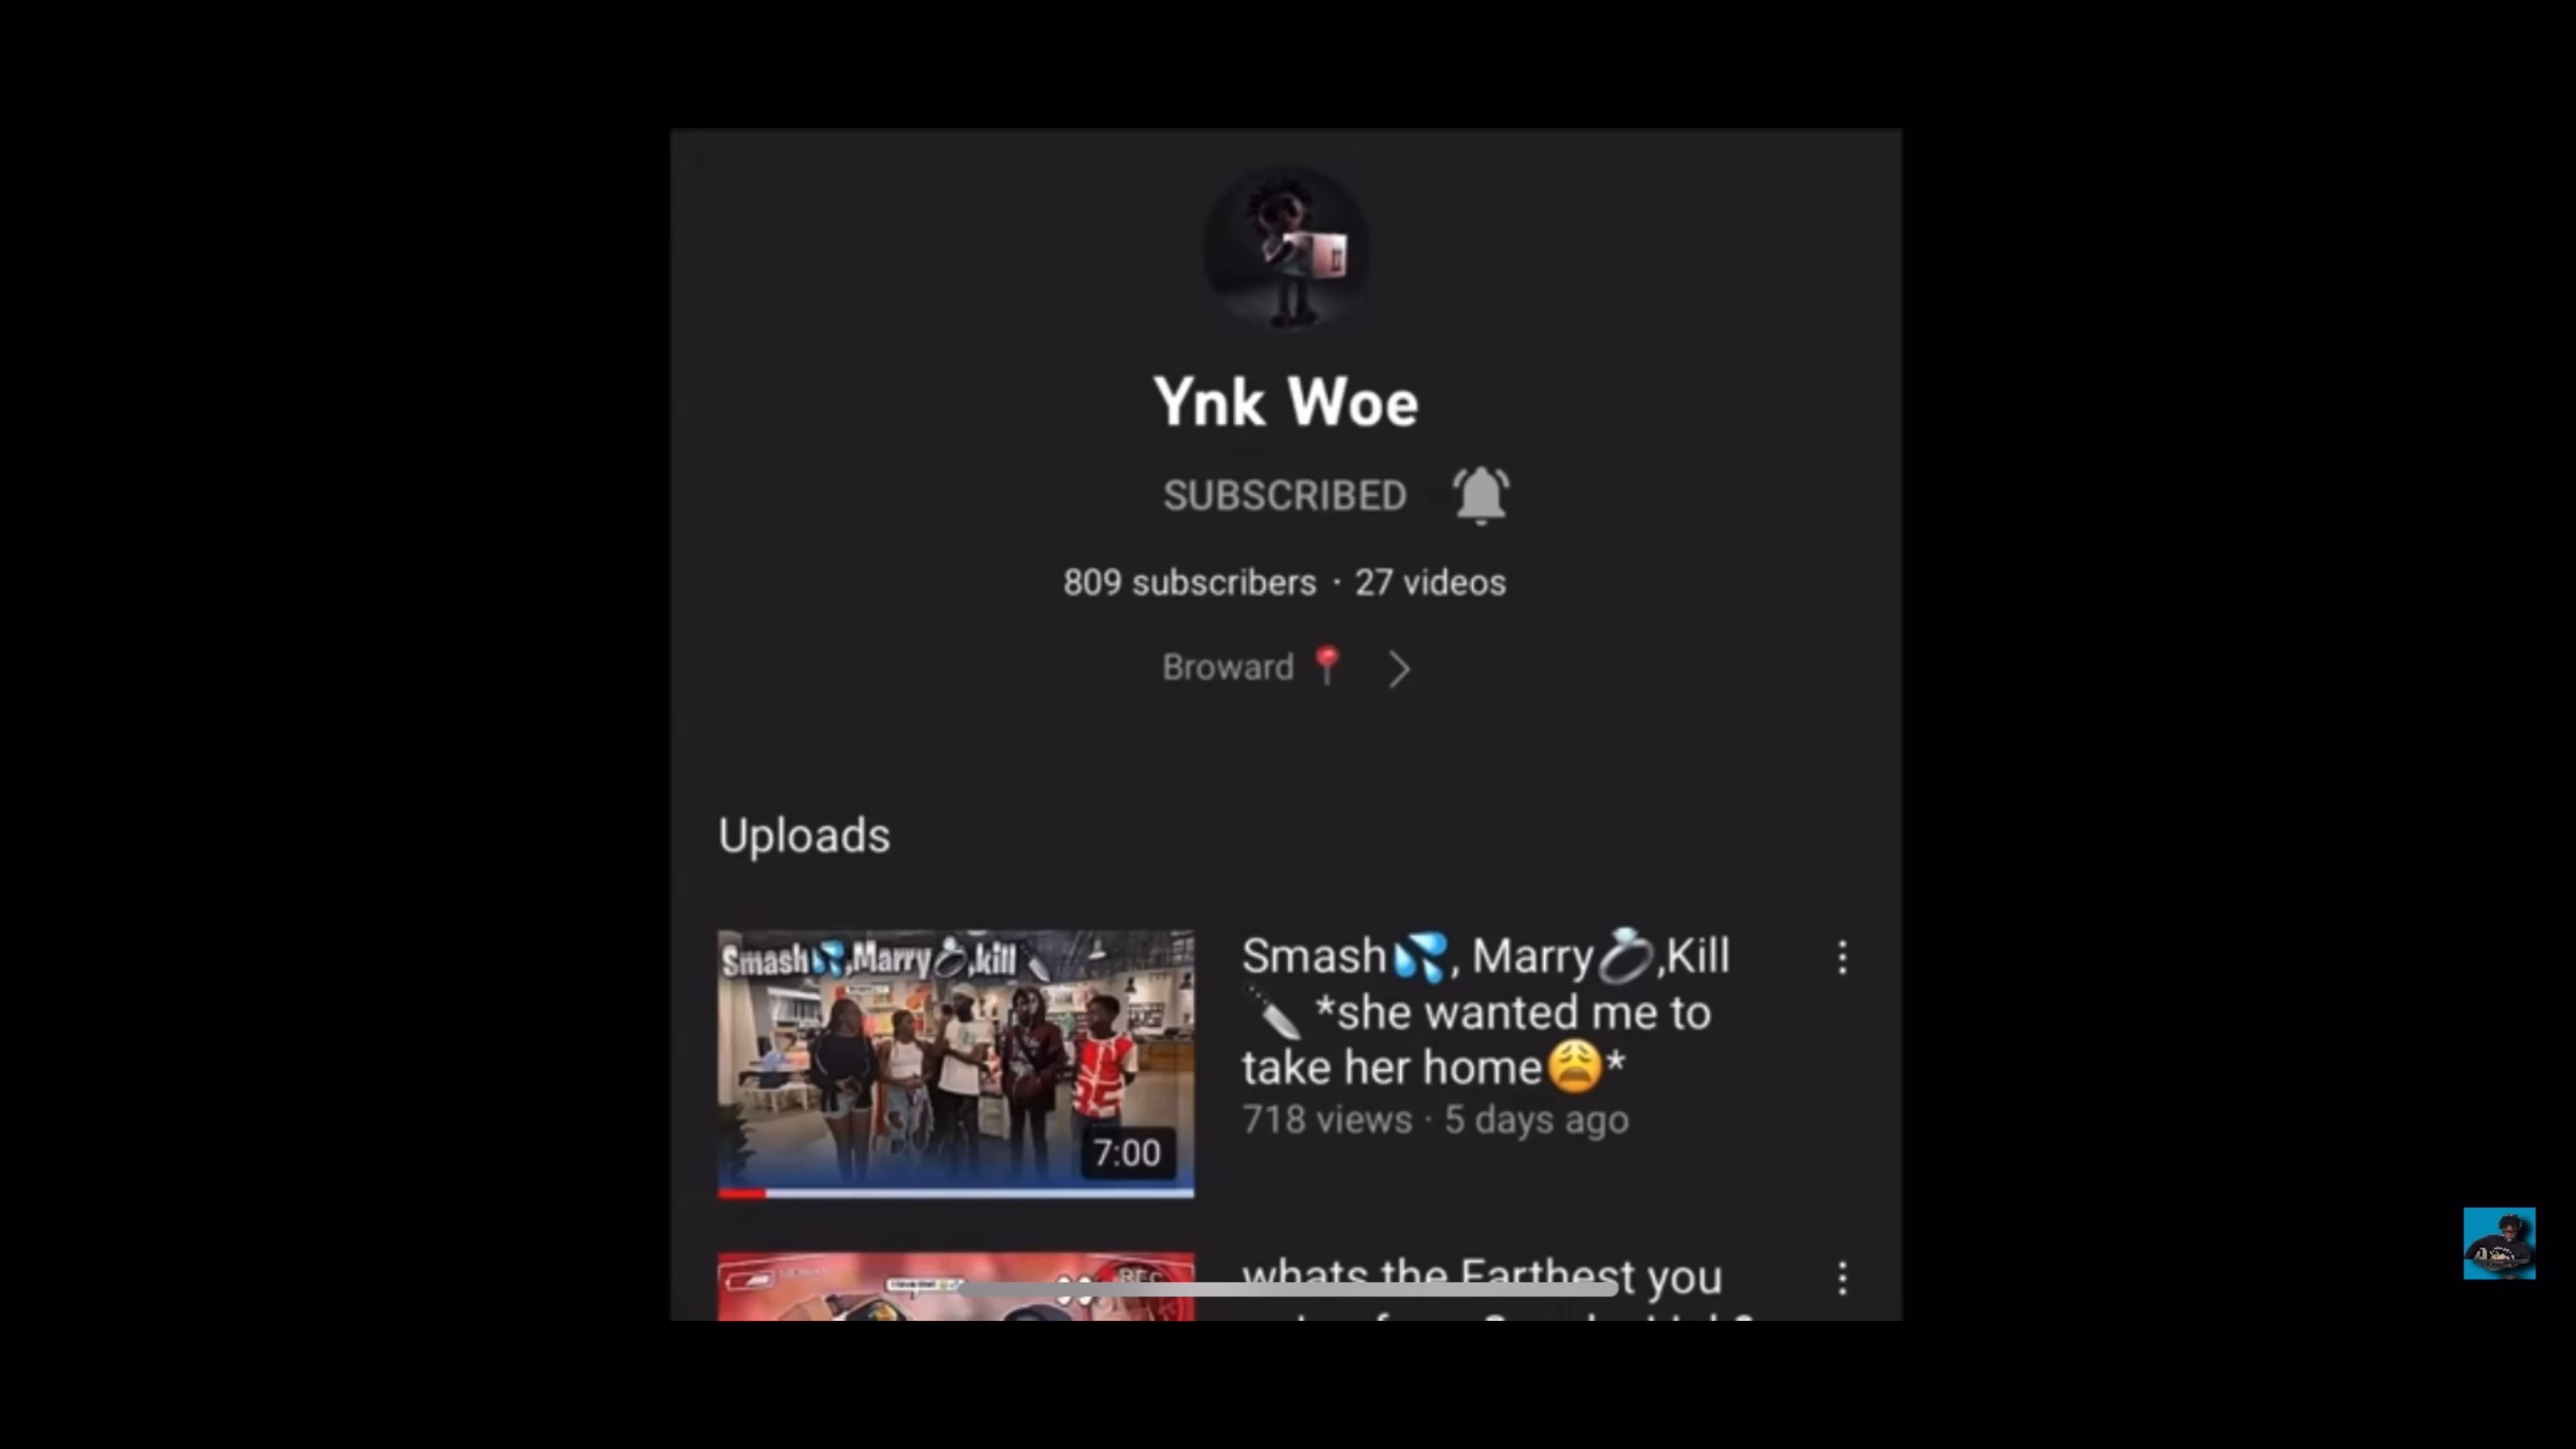 Ynk Woe
SUBSCRIBED
809 subscribers · 27 videos
Broward 📍 >
Uploads
Smash💦,Marry💍,kill🔪
7:00
Smash💦, Marry💍,Kill
🔪 *she wanted me to
take her home😩*
718 views · 5 days ago
REC
whats the Farthest you